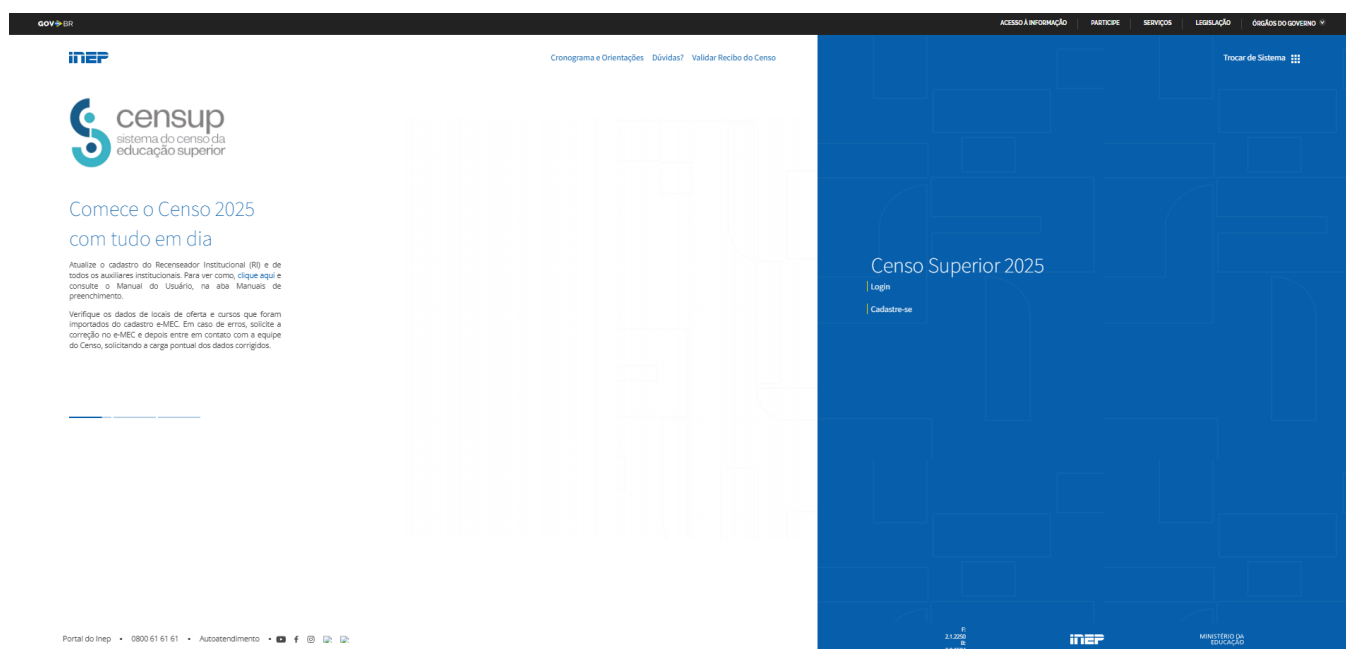 GOV BR
ACESSO À INFORMAÇÃO PARTICIPE SERVIÇOS LEGISLAÇÃO ÓRGÃOS DO GOVERNO
inep
Cronograma e Orientações Dúvidas? Validar Recibo do Censo
Trocar de Sistema
censup
sistema do censo da
educação superior
Comece o Censo 2025
com tudo em dia
Atualize o cadastro do Recenseador Institucional (RI) e de
todos os auxiliares institucionais. Para ver como, clique aqui e
consulte o Manual do Usuário, na aba Manuais de
preenchimento.
Verifique os dados de locais de oferta e cursos que foram
importados do cadastro e-MEC. Em caso de erros, solicite a
correção no e-MEC e depois entre em contato com a equipe
do Censo, solicitando a carga pontual dos dados corrigidos.
Censo Superior 2025
Login
Cadastre-se
Portal do Inep • 0800 61 61 61 • Autoatendimento •
F:
2.1.2250
B:
inep
MINISTÉRIO DA
EDUCAÇÃO